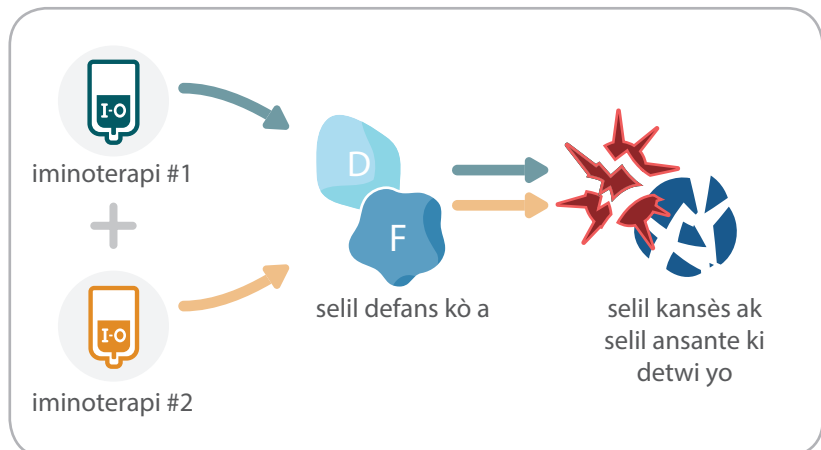 I-O
iminoterapi #1
I-O
iminoterapi #2
D
F
selil defans kò a
selil kansès ak
selil ansante ki
detwi yo